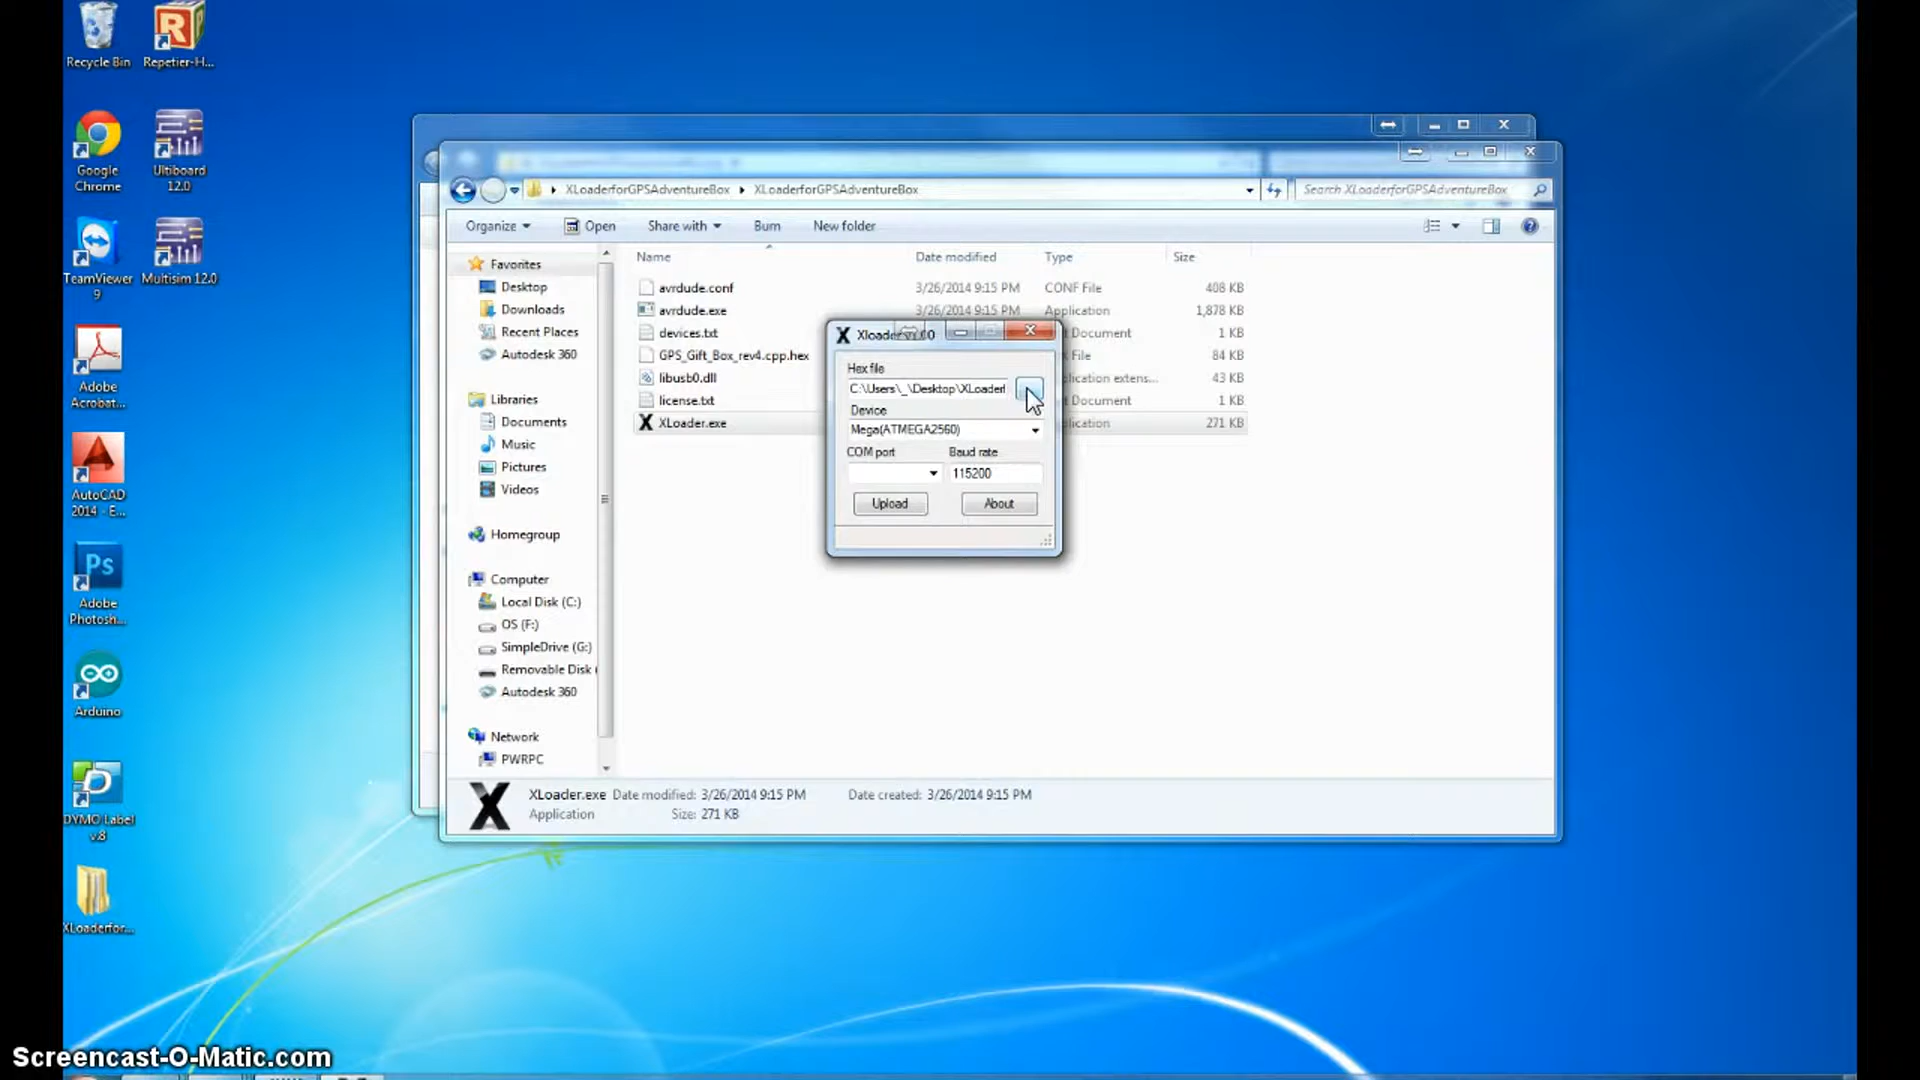 Recycle Bin
Repetier-H...
Google Chrome
Ultiboard 12.0
TeamViewer 9
Multisim 12.0
Adobe Acrobat...
AutoCAD 2014 - E...
Adobe Photosh...
Arduino
DYMO Label v.8
XLoaderfor...
XLoaderforGPSAdventureBox XLoaderforGPSAdventureBox
Search XLoaderforGPSAdventureBox
Organize Open Share with Burn New folder
Favorites
Desktop
Downloads
Recent Places
Autodesk 360
Libraries
Documents
Music
Pictures
Videos
Homegroup
Computer
Local Disk (C:)
OS (F:)
SimpleDrive (G:)
Removable Disk (
Autodesk 360
Network
PWRPC
Name Date modified Type Size
avrdude.conf 3/26/2014 9:15 PM CONF File 408 KB
avrdude.exe 3/26/2014 9:15 PM Application 1,878 KB
devices.txt t Document 1 KB
GPS_Gift_Box_rev4.cpp.hex File 84 KB
libusb0.dll plication extens... 43 KB
license.txt t Document 1 KB
XLoader.exe plication 271 KB
Hex file
C:\Users\_\Desktop\XLoaderf
Device
Mega(ATMEGA2560)
COM port Baud rate
115200
Upload About
XLoader.exe Date modified: 3/26/2014 9:15 PM Date created: 3/26/2014 9:15 PM
Application Size: 271 KB
Screencast-O-Matic.com